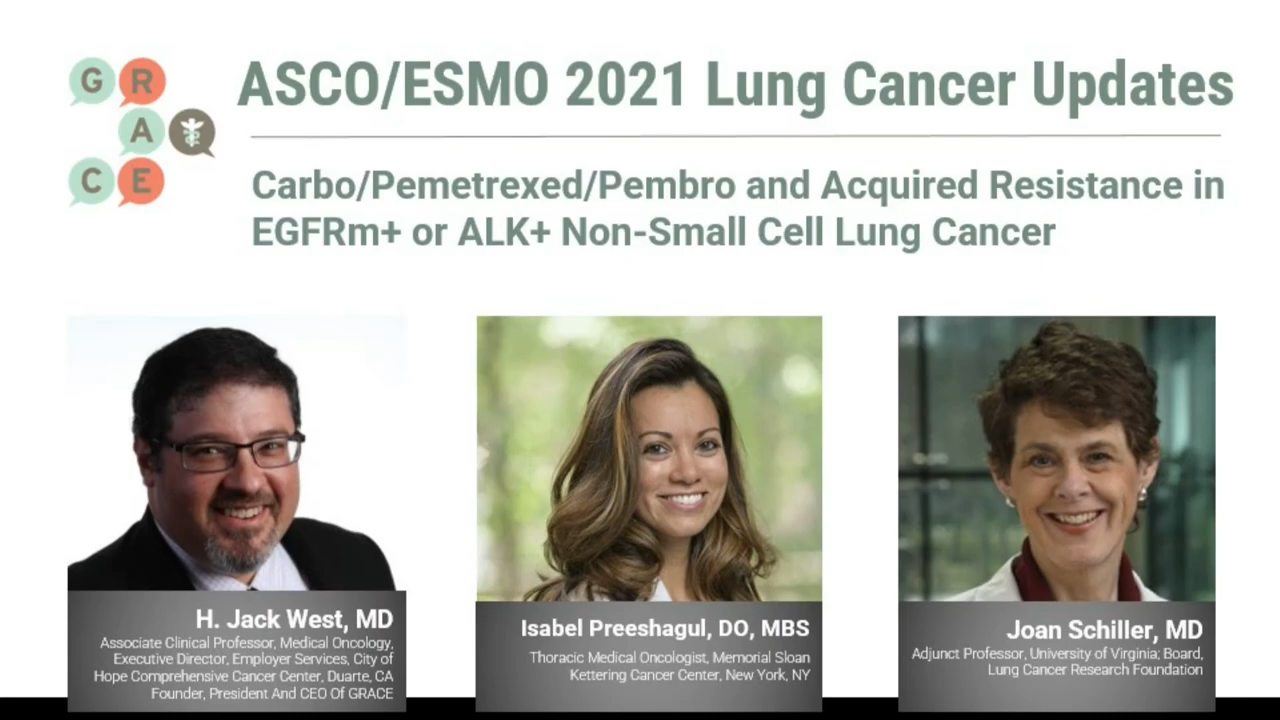 G R
A
C E
ASCO/ESMO 2021 Lung Cancer Updates
Carbo/Pemetrexed/Pembro and Acquired Resistance in
EGFRm+ or ALK+ Non-Small Cell Lung Cancer
H. Jack West, MD
Associate Clinical Professor, Medical Oncology,
Executive Director, Employer Services, City of
Hope Comprehensive Cancer Center, Duarte, CA
Founder, President And CEO Of GRACE
Isabel Preeshagul, DO, MBS
Thoracic Medical Oncologist, Memorial Sloan
Kettering Cancer Center, New York, NY
Joan Schiller, MD
Adjunct Professor, University of Virginia; Board,
Lung Cancer Research Foundation